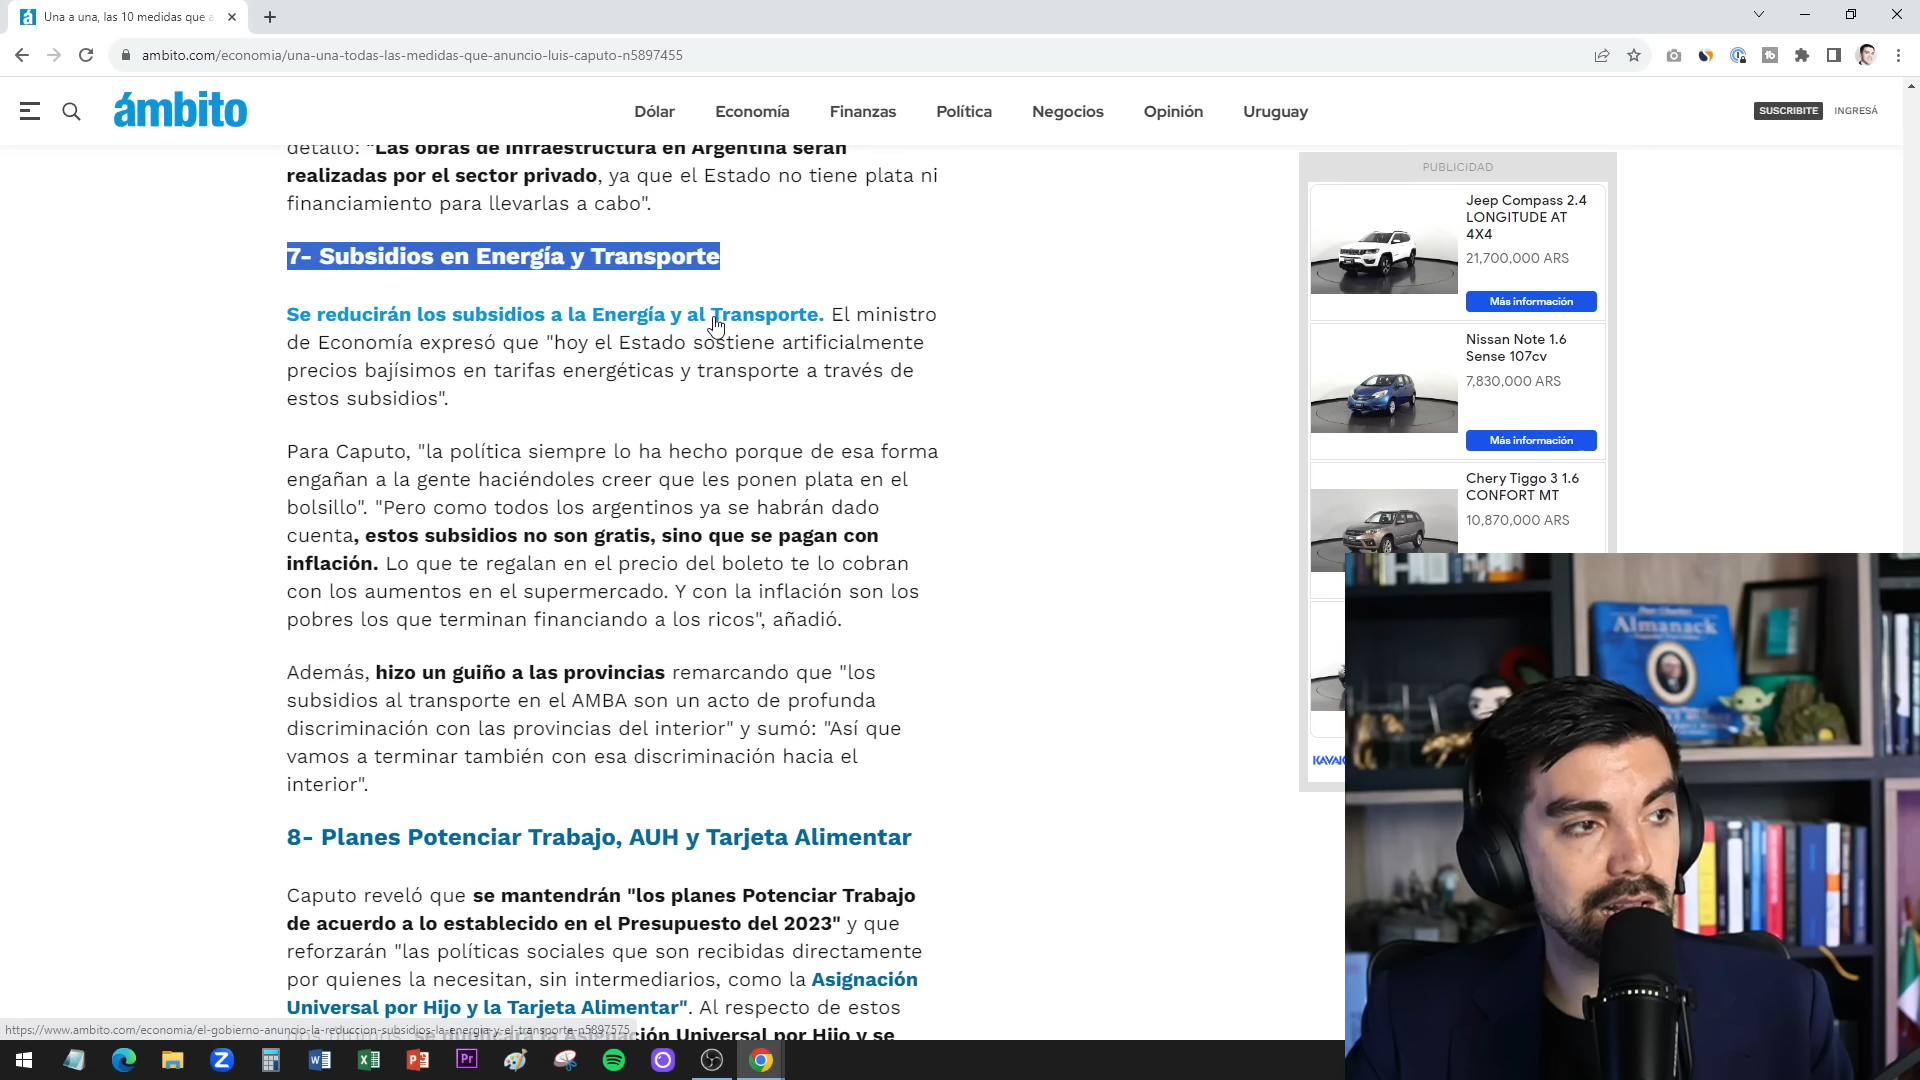 Una a una, las 10 medidas que a
ambito.com/economia/una-una-todas-las-medidas-que-anuncio-luis-caputo-n5897455
ámbito
Dólar
Economía
Finanzas
Política
Negocios
Opinión
Uruguay
SUSCRIBITE
INGRESÁ
detalló: "Las obras de infraestructura en Argentina serán
realizadas por el sector privado, ya que el Estado no tiene plata ni
financiamiento para llevarlas a cabo".
7- Subsidios en Energía y Transporte
Se reducirán los subsidios a la Energía y al Transporte. El ministro
de Economía expresó que "hoy el Estado sostiene artificialmente
precios bajísimos en tarifas energéticas y transporte a través de
estos subsidios".
Para Caputo, "la política siempre lo ha hecho porque de esa forma
engañan a la gente haciéndoles creer que les ponen plata en el
bolsillo". "Pero como todos los argentinos ya se habrán dado
cuenta, estos subsidios no son gratis, sino que se pagan con
inflación. Lo que te regalan en el precio del boleto te lo cobran
con los aumentos en el supermercado. Y con la inflación son los
pobres los que terminan financiando a los ricos", añadió.
Además, hizo un guiño a las provincias remarcando que "los
subsidios al transporte en el AMBA son un acto de profunda
discriminación con las provincias del interior" y sumó: "Así que
vamos a terminar también con esa discriminación hacia el
interior".
8- Planes Potenciar Trabajo, AUH y Tarjeta Alimentar
Caputo reveló que se mantendrán "los planes Potenciar Trabajo
de acuerdo a lo establecido en el Presupuesto del 2023" y que
reforzarán "las políticas sociales que son recibidas directamente
por quienes la necesitan, sin intermediarios, como la Asignación
Universal por Hijo y la Tarjeta Alimentar". Al respecto de estos
ción Universal por Hijo y se
https://www.ambito.com/economia/el-gobierno-anuncio-la-reduccion-subsidios-la-energia-y-el-transporte-n5897575
PUBLICIDAD
Jeep Compass 2.4
LONGITUDE AT
4X4
21,700,000 ARS
Más información
Nissan Note 1.6
Sense 107cv
7,830,000 ARS
Más información
Chery Tiggo 3 1.6
CONFORT MT
10,870,000 ARS
KAVAK
Almanack